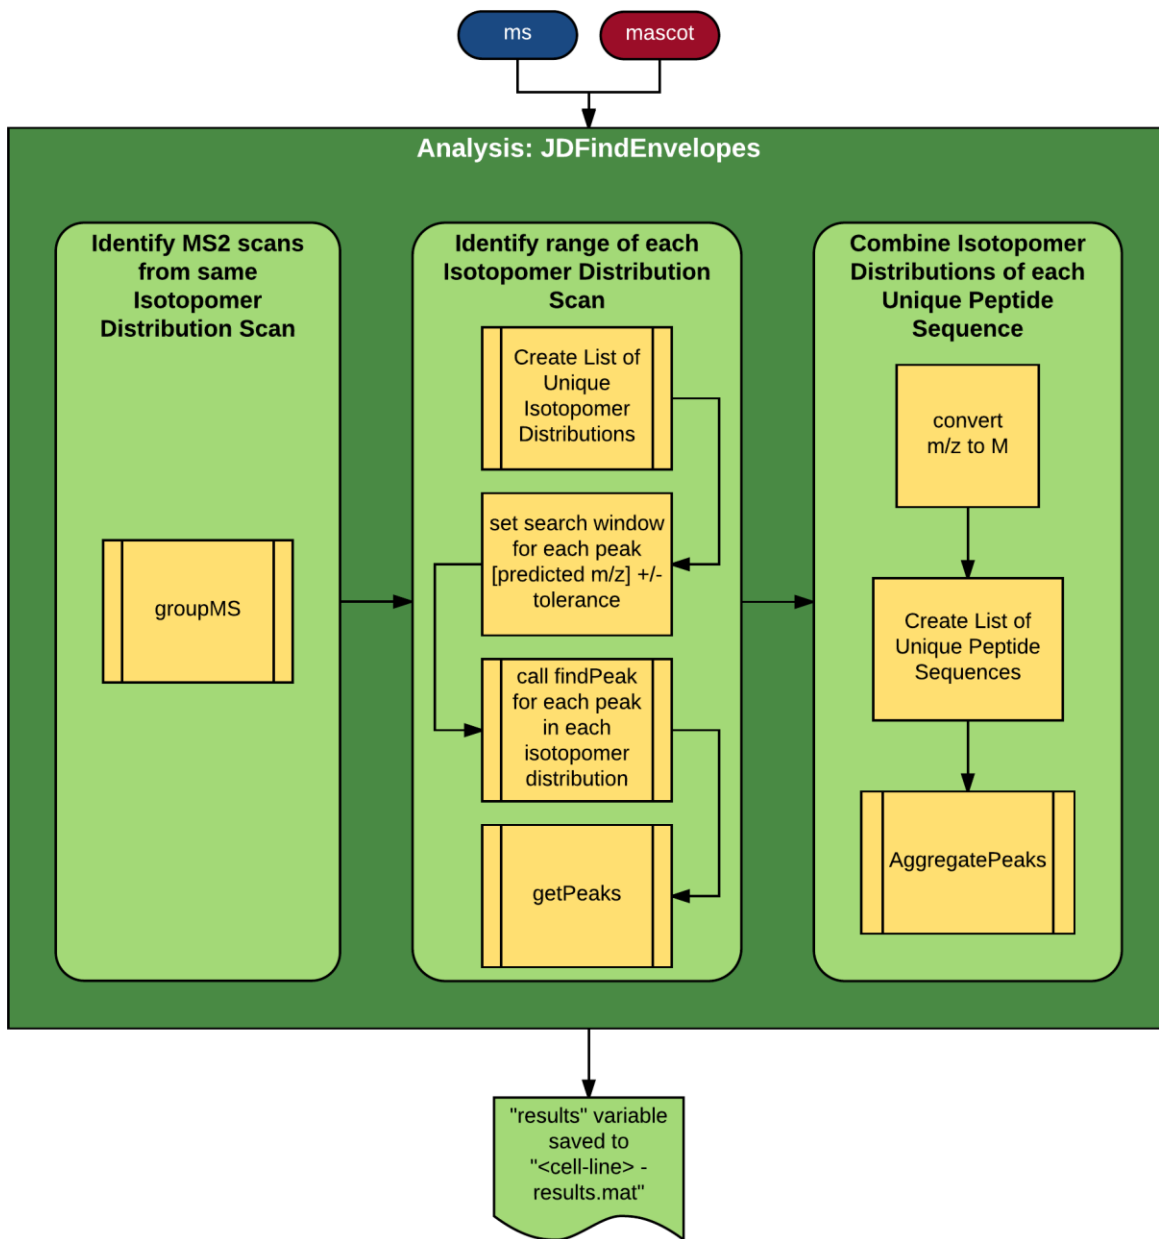 ms
mascot
Analysis: JDFindEnvelopes
Identify MS2 scans
from same
Isotopomer
Distribution Scan
groupMS
Identify range of each
Isotopomer Distribution
Scan
Create List of
Unique
Isotopomer
Distributions
set search window
for each peak
[predicted m/z] +/-
tolerance
call findPeak
for each peak
in each
isotopomer
distribution
getPeaks
Combine Isotopomer
Distributions of each
Unique Peptide
Sequence
convert
m/z to M
Create List of
Unique Peptide
Sequences
AggregatePeaks
"results" variable
saved to
"<cell-line> -
results.mat"